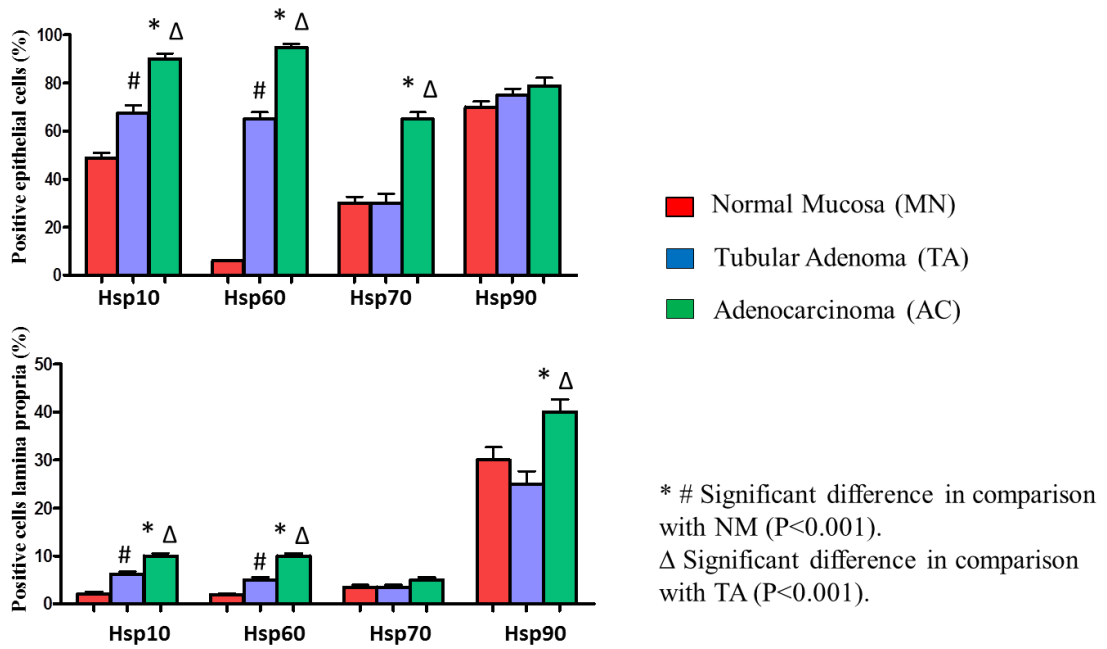 Positive epithelial cells (%)
100
80
60
40
20
0
* Δ
#
* Δ
#
* Δ
Hsp10 Hsp60 Hsp70 Hsp90
Positive cells lamina propria (%)
50
40
30
20
10
0
* Δ
#
* Δ
#
* Δ
Hsp10 Hsp60 Hsp70 Hsp90
Normal Mucosa (MN)
Tubular Adenoma (TA)
Adenocarcinoma (AC)
* # Significant difference in comparison
with NM (P<0.001).
Δ Significant difference in comparison
with TA (P<0.001).